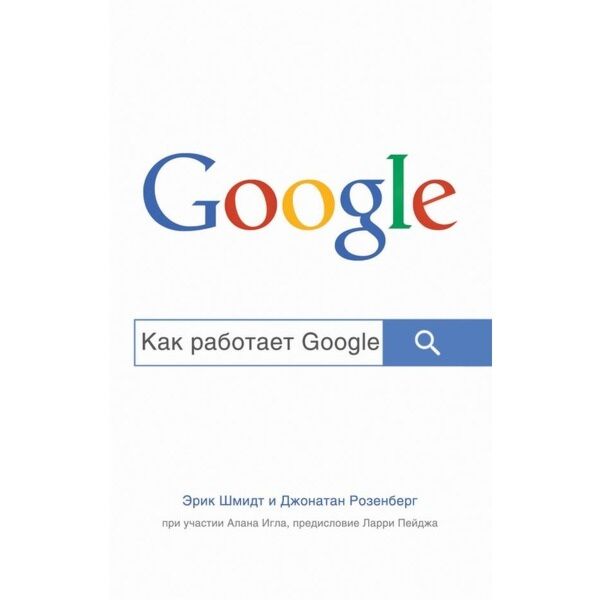 Google
Как работает Google
Эрик Шмидт и Джонатан Розенберг
при участии Алана Игла, предисловие Ларри Пейджа